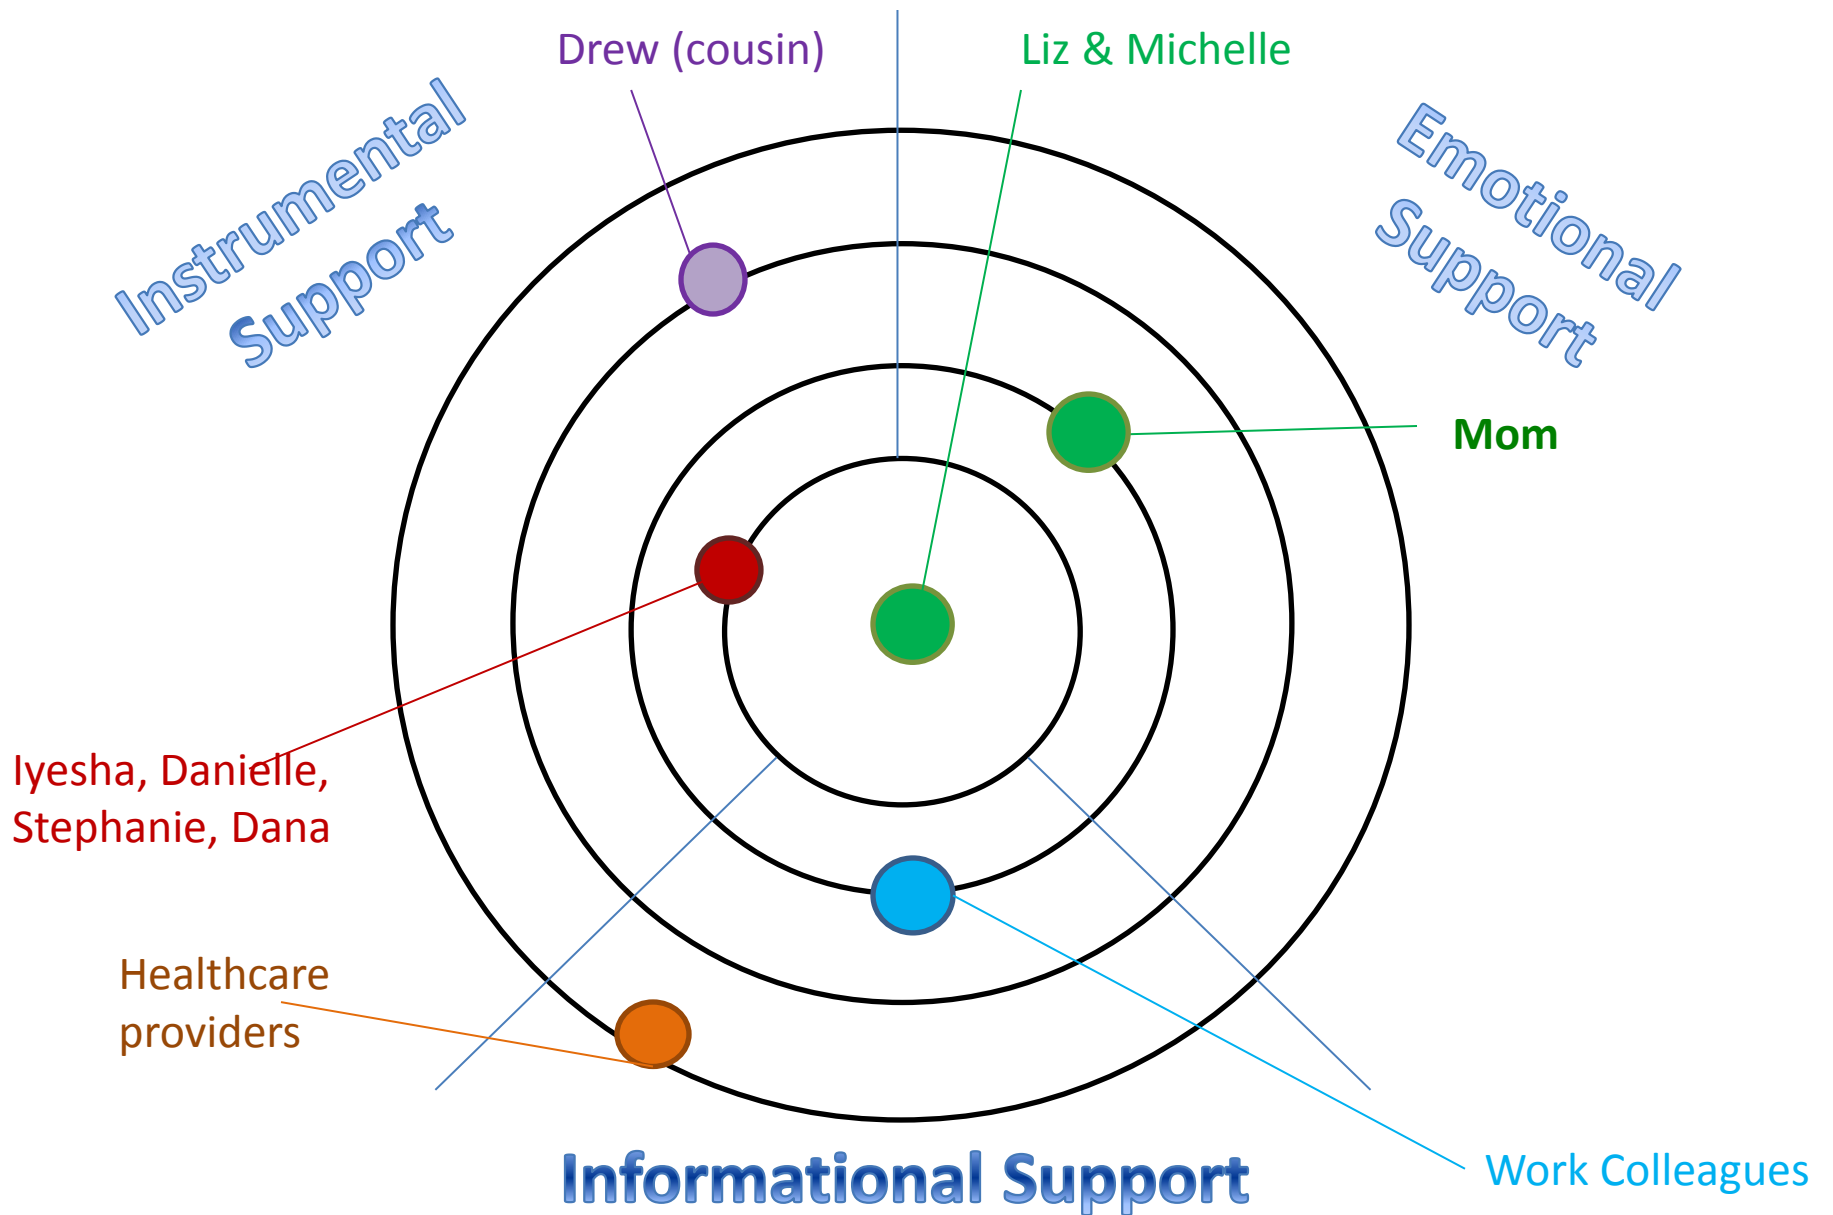 Drew (cousin)
Liz & Michelle
Instrumental
Support
Emotional
Support
Mom
Iyesha, Danielle,
Stephanie, Dana
Healthcare
providers
Work Colleagues
Informational Support